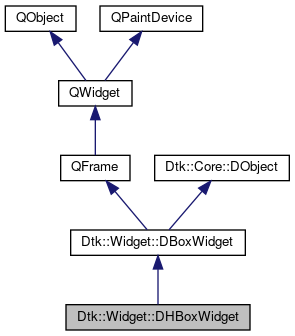 QObject
QPaintDevice
QWidget
QFrame
Dtk::Core::DObject
Dtk::Widget::DBoxWidget
Dtk::Widget::DHBoxWidget